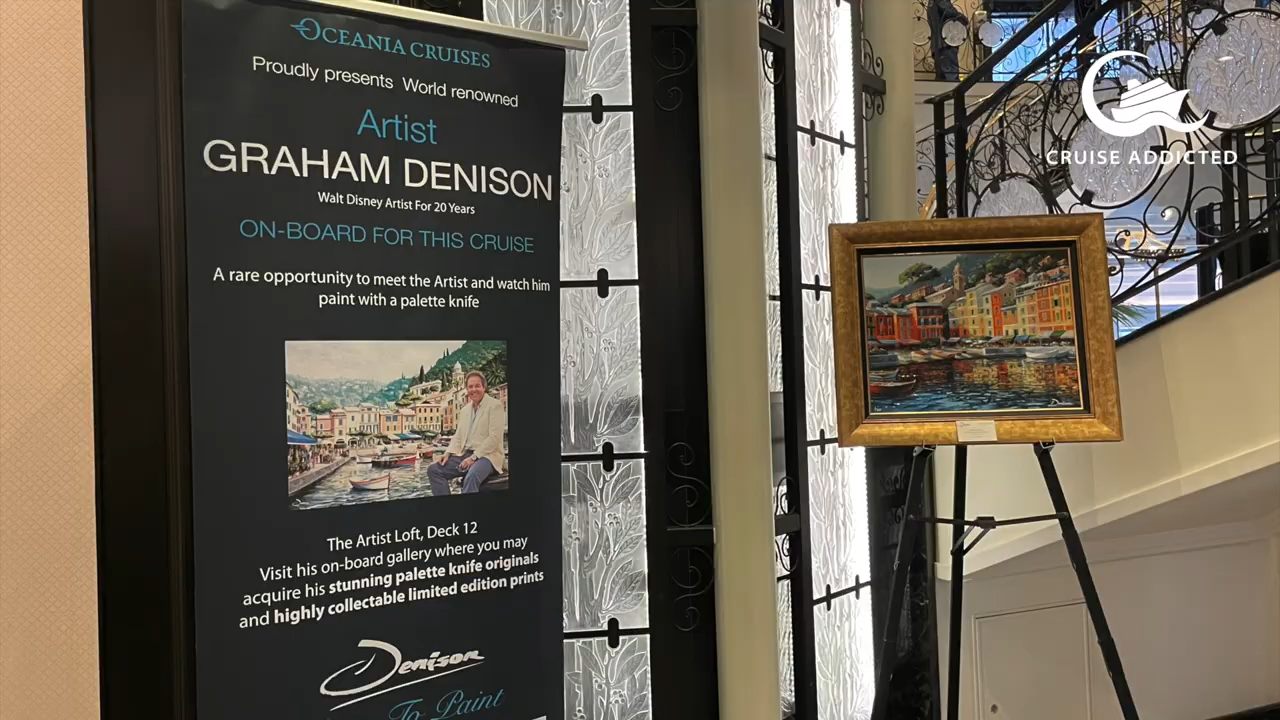 OCEANIA CRUISES
Proudly presents World renowned
Artist
GRAHAM DENISON
Walt Disney Artist For 20 Years
ON-BOARD FOR THIS CRUISE
A rare opportunity to meet the Artist and watch him
paint with a palette knife
The Artist Loft, Deck 12
Visit his on-board gallery where you may
acquire his stunning palette knife originals
and highly collectable limited edition prints
Denison
To Paint
CRUISE ADDICTED